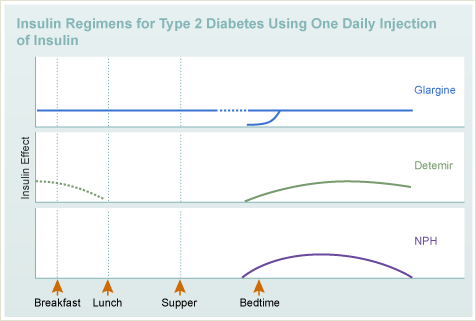 Insulin Regimens for Type 2 Diabetes Using One Daily Injection
of Insulin
Glargine
Detemir
NPH
Insulin Effect
Breakfast Lunch Supper Bedtime